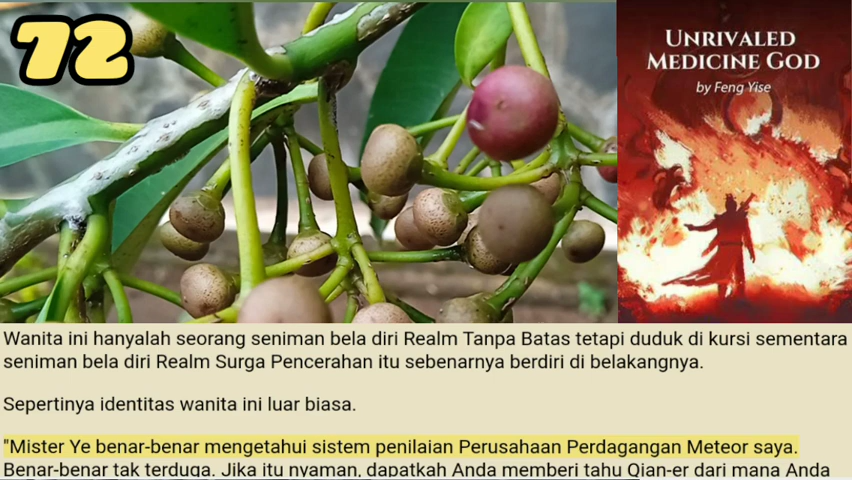 72
UNRIVALED
MEDICINE GOD
by Feng Yise
Wanita ini hanyalah seorang seniman bela diri Realm Tanpa Batas tetapi duduk di kursi sementara
seniman bela diri Realm Surga Pencerahan itu sebenarnya berdiri di belakangnya.
Sepertinya identitas wanita ini luar biasa.
"Mister Ye benar-benar mengetahui sistem penilaian Perusahaan Perdagangan Meteor saya.
Benar-benar tak terduga. Jika itu nyaman, dapatkah Anda memberi tahu Qian-er dari mana Anda